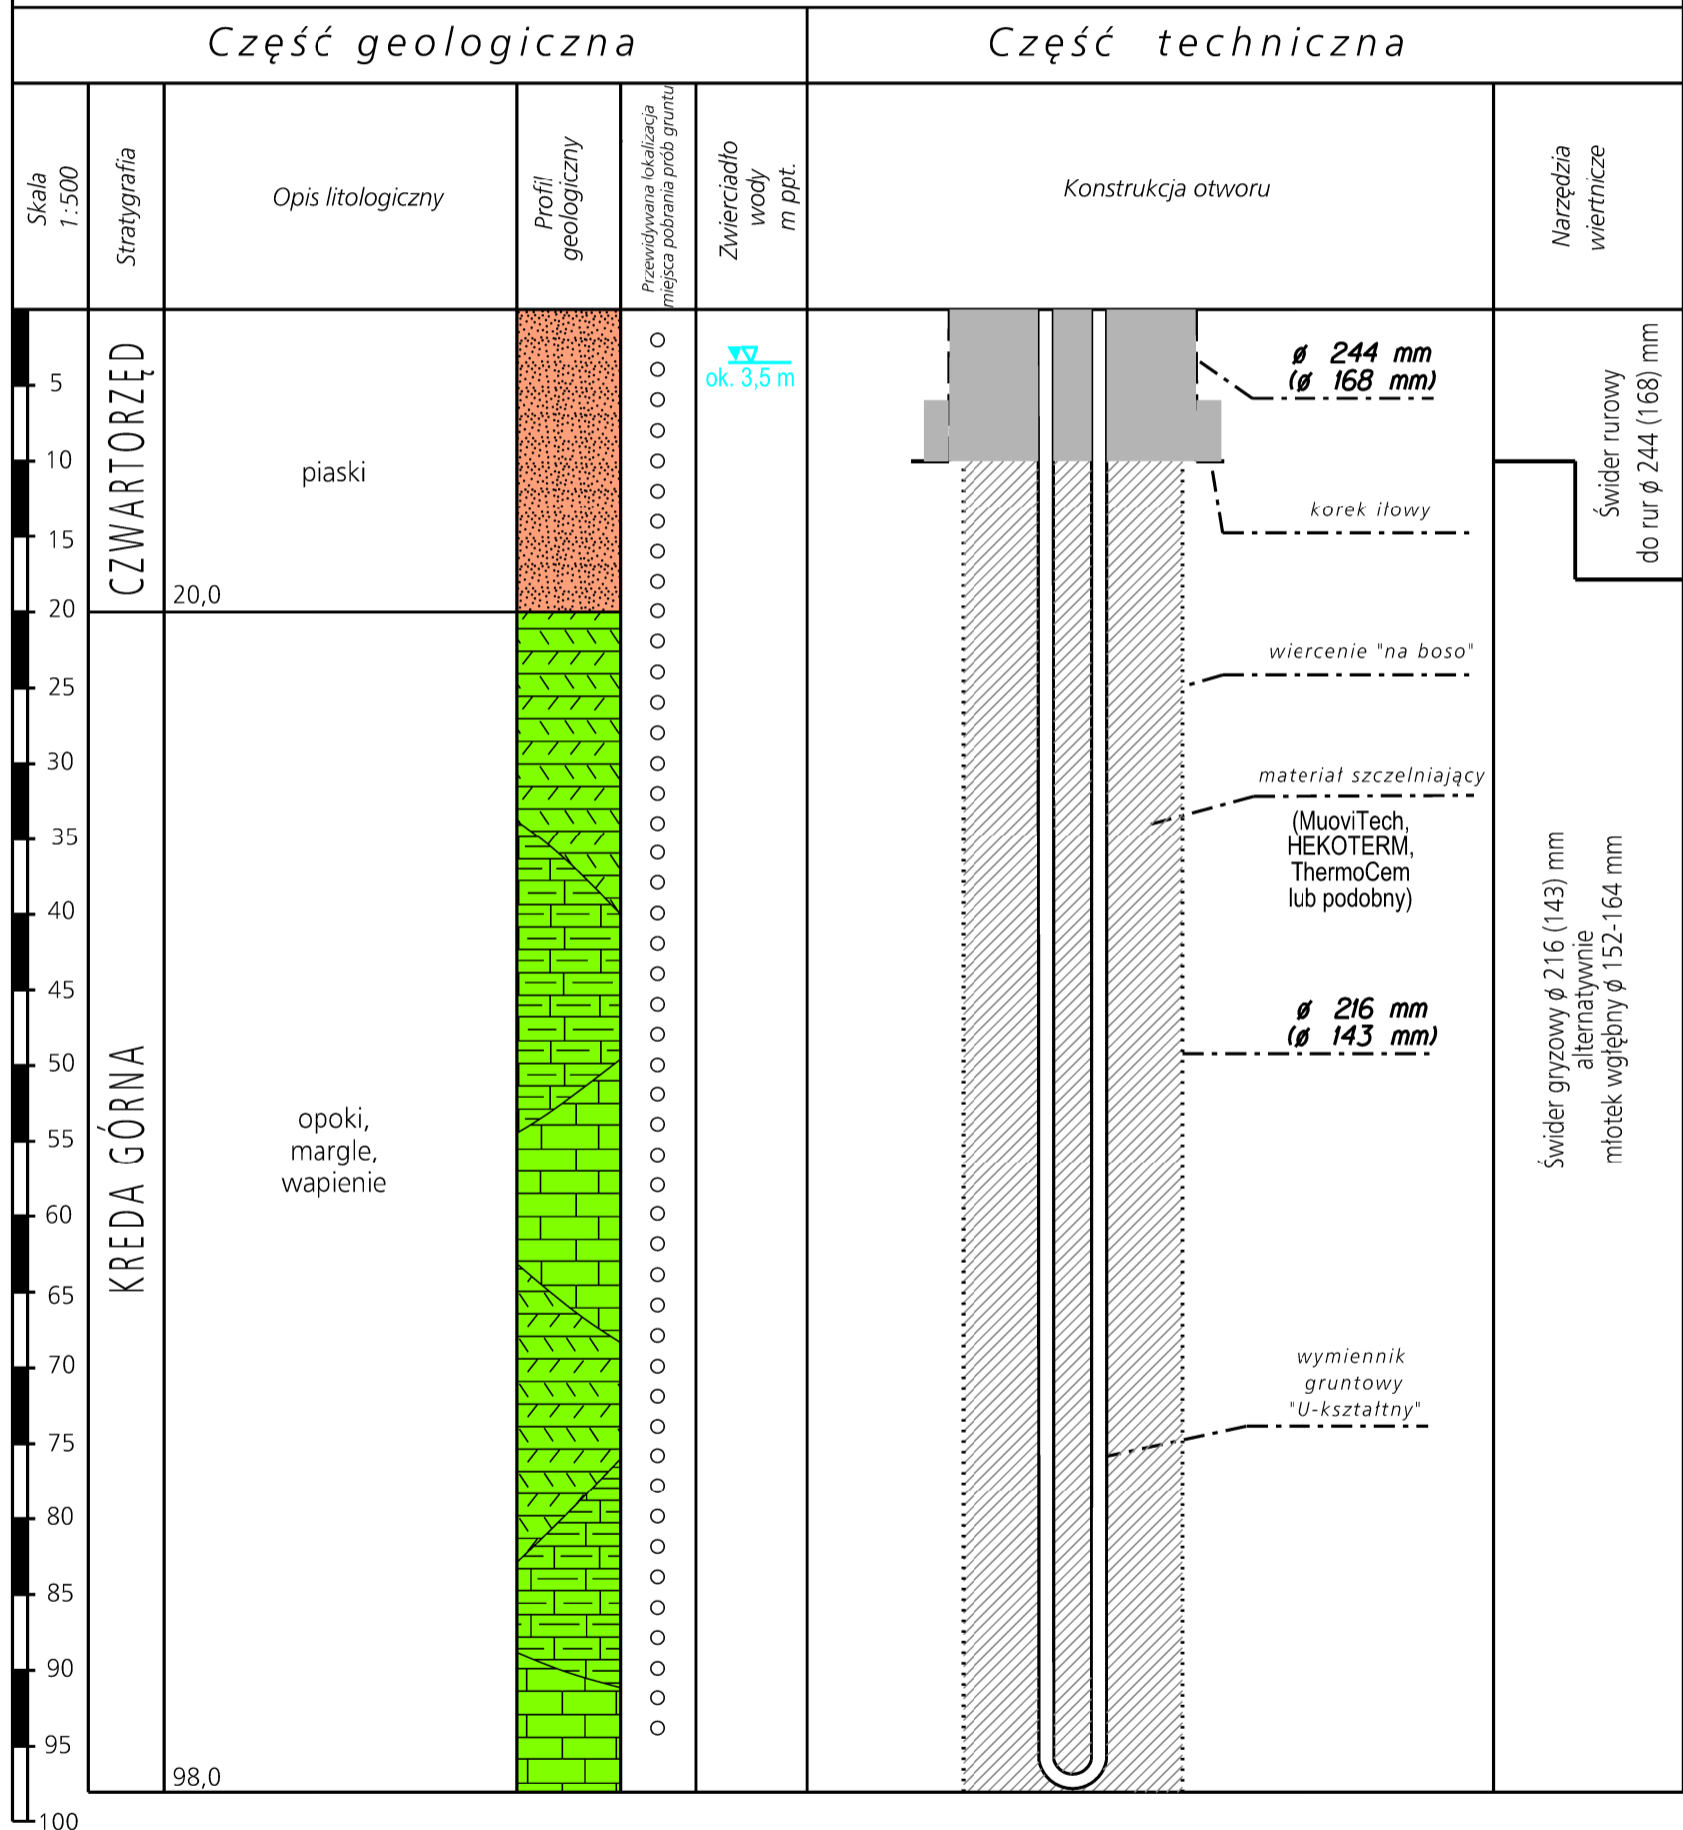 Część geologiczna
Część techniczna
Skala
1:500
Stratygrafia
Opis litologiczny
Profil
geologiczny
Przewidywana lokalizacja
miejsca pobrania prób gruntu
Zwierciadło
wody
m ppt.
Konstrukcja otworu
Narzędzia
wiertnicze
5
10
15
20
25
30
35
40
45
50
55
60
65
70
75
80
85
90
95
100
CZWARTORZĘD
KREDA GÓRNA
piaski
20,0
opoki,
margle,
wapienie
98,0
ok. 3,5 m
ø 244 mm
(ø 168 mm)
korek iłowy
wiercenie "na boso"
materiał szczelniający
(MuoviTech,
HEKOTERM,
ThermoCem
lub podobny)
ø 216 mm
(ø 143 mm)
wymiennik
gruntowy
"U-kształtny"
Świder rurowy
do rur ø 244 (168) mm
Świder gryzowy ø 216 (143) mm
alternatywnie
młotek wgłębny ø 152-164 mm